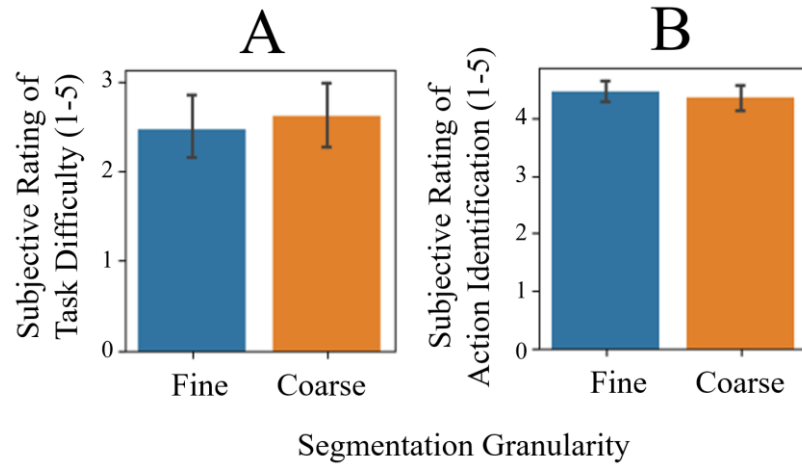 A
Subjective Rating of
Task Difficulty (1-5)
3
2
1
0
Fine
Coarse
B
Subjective Rating of
Action Identification (1-5)
4
3
2
1
0
Fine
Coarse
Segmentation Granularity